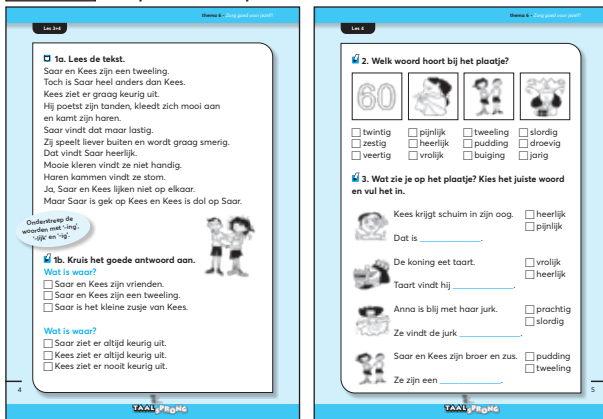 thema 6 - Zorg goed voor jezelf!
Les 3+4
1a. Lees de tekst.
Saar en Kees zijn een tweeling.
Toch is Saar heel anders dan Kees.
Kees ziet er graag keurig uit.
Hij poetst zijn tanden, kleedt zich mooi aan
en kamt zijn haren.
Saar vindt dat maar lastig.
Zij speelt liever buiten en wordt graag smerig.
Dat vindt Saar heerlijk.
Mooie kleren vindt ze niet handig.
Haren kammen vindt ze stom.
Ja, Saar en Kees lijken niet op elkaar.
Maar Saar is gek op Kees en Kees is dol op Saar.
Onderstreep de
woorden met '-ing',
'-lijk' en '-ig'.
1b. Kruis het goede antwoord aan.
Wat is waar?
Saar en Kees zijn vrienden.
Saar en Kees zijn een tweeling.
Saar is het kleine zusje van Kees.
Wat is waar?
Saar ziet er altijd keurig uit.
Kees ziet er altijd keurig uit.
Kees ziet er nooit keurig uit.
4
TAALSPRONG
thema 6 - Zorg goed voor jezelf!
Les 4
2. Welk woord hoort bij het plaatje?
60
twintig pijnlijk tweeling slordig
zestig heerlijk pudding droevig
veertig vrolijk buiging jarig
3. Wat zie je op het plaatje? Kies het juiste woord
en vul het in.
Kees krijgt schuim in zijn oog. heerlijk
pijnlijk
Dat is ____________.
De koning eet taart. vrolijk
heerlijk
Taart vindt hij ____________.
Anna is blij met haar jurk. prachtig
slordig
Ze vindt de jurk ____________.
Saar en Kees zijn broer en zus. pudding
tweeling
Ze zijn een ____________.
5
TAALSPRONG